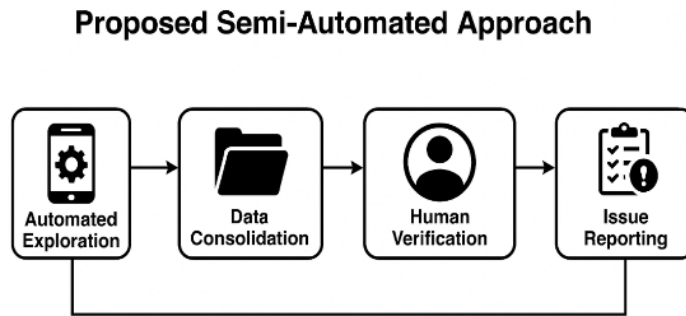 Proposed Semi-Automated Approach
Automated
Exploration
Data
Consolidation
Human
Verification
Issue
Reporting